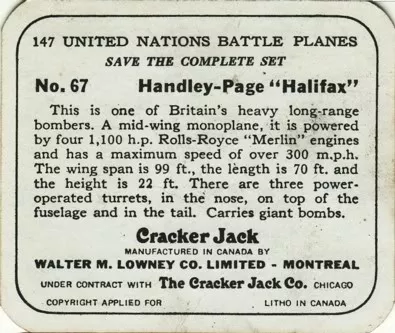 147 UNITED NATIONS BATTLE PLANES
SAVE THE COMPLETE SET
No. 67 Handley-Page "Halifax"
This is one of Britain's heavy long-range
bombers. A mid-wing monoplane, it is powered
by four 1,100 h.p. Rolls-Royce "Merlin" engines
and has a maximum speed of over 300 m.p.h.
The wing span is 99 ft., the length is 70 ft. and
the height is 22 ft. There are three power-
operated turrets, in the nose, on top of the
fuselage and in the tail. Carries giant bombs.
Cracker Jack
MANUFACTURED IN CANADA BY
WALTER M. LOWNEY CO. LIMITED - MONTREAL
UNDER CONTRACT WITH The Cracker Jack Co. CHICAGO
COPYRIGHT APPLIED FOR LITHO IN CANADA